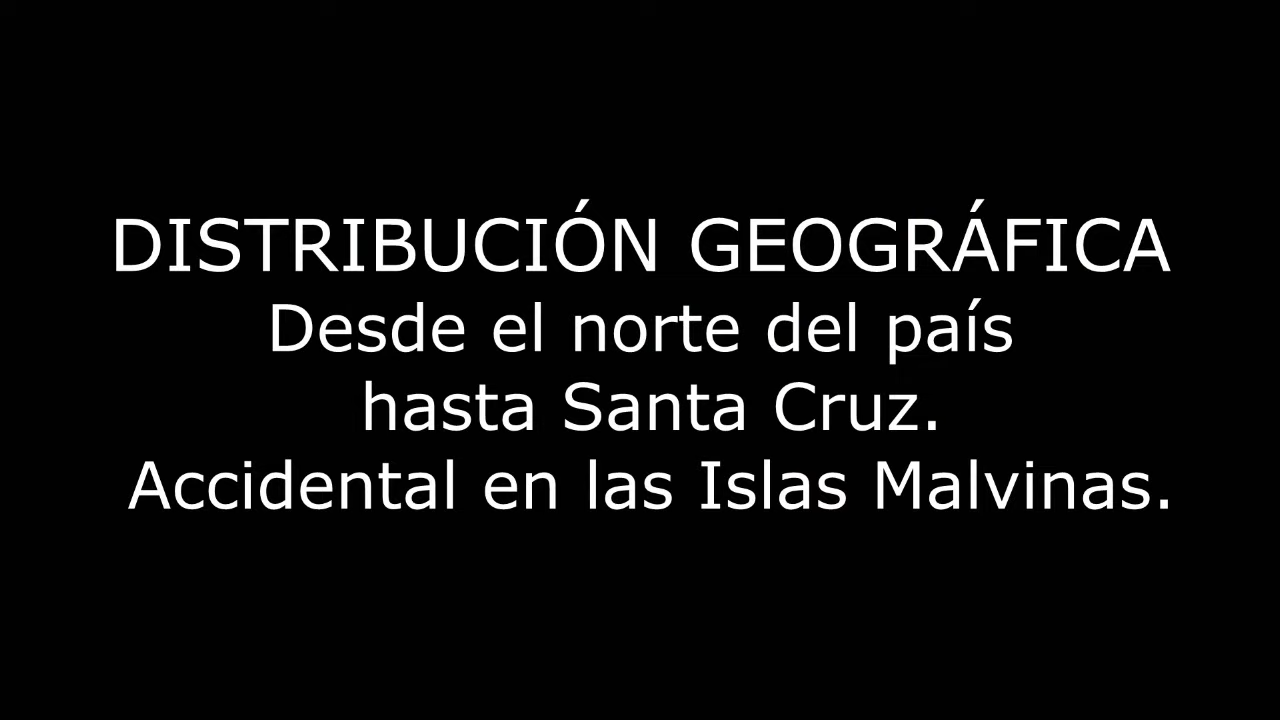 DISTRIBUCIÓN GEOGRÁFICA
Desde el norte del país
hasta Santa Cruz.
Accidental en las Islas Malvinas.